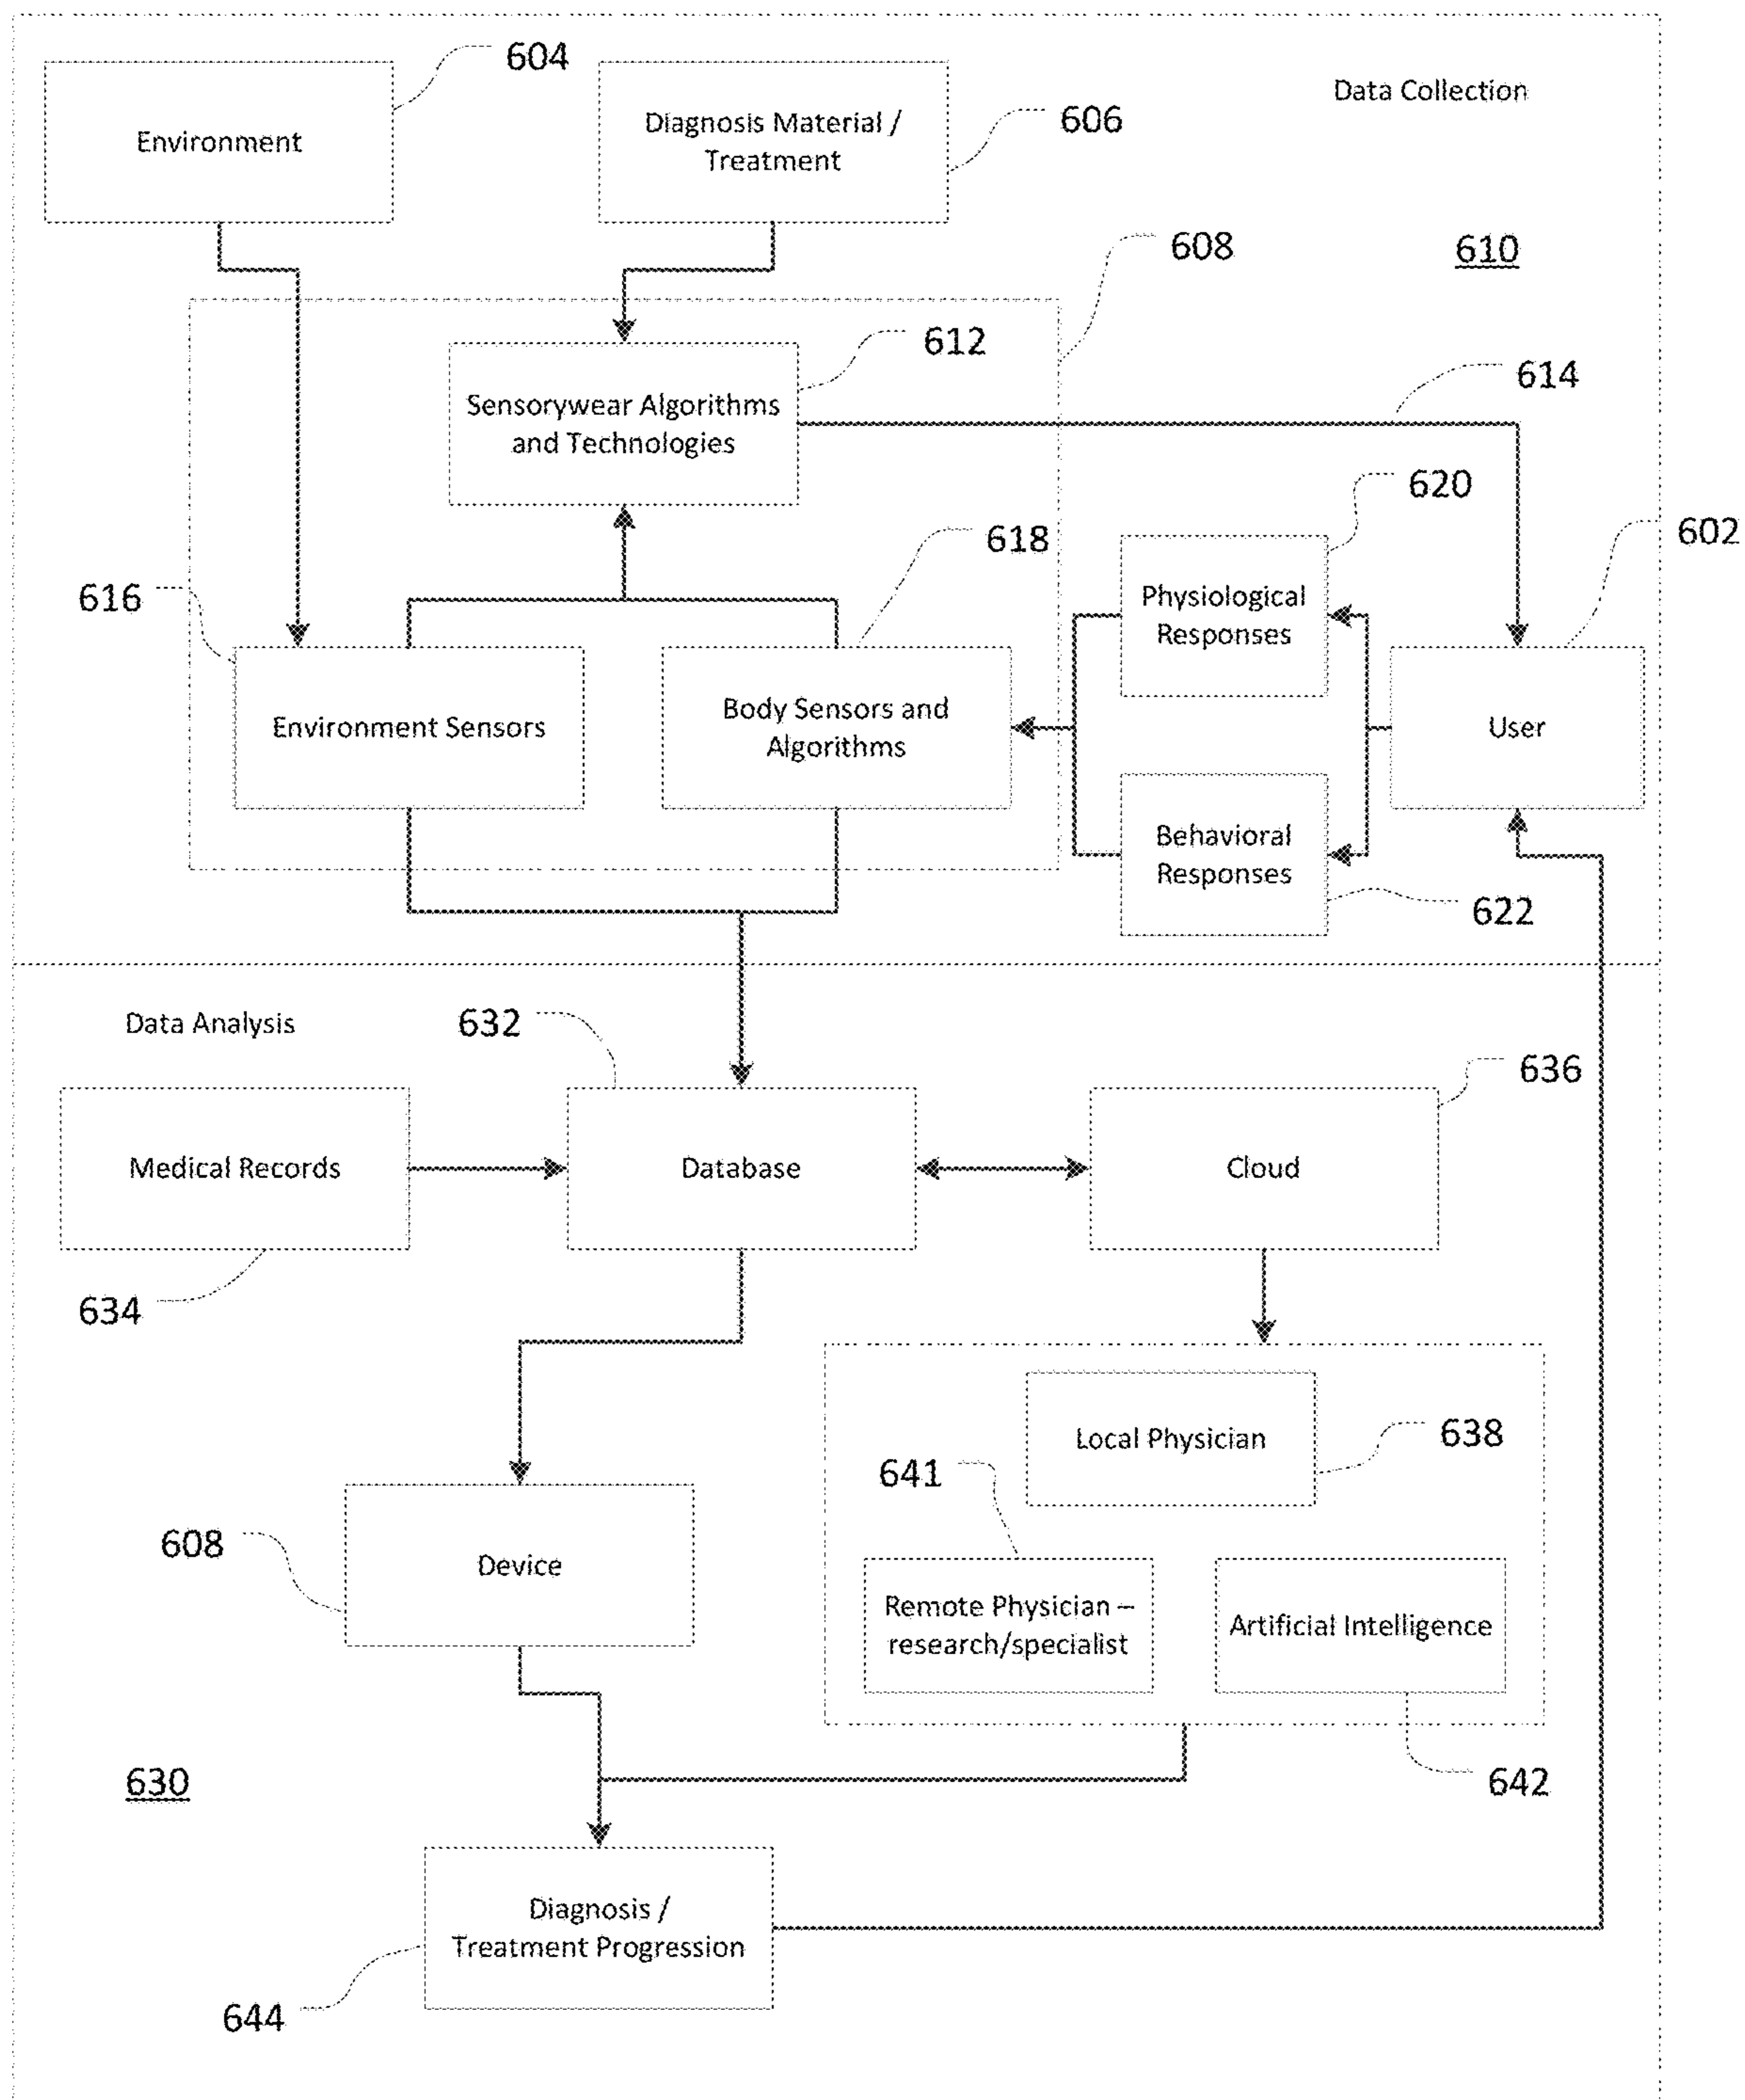 604
Environment
Diagnosis Material /
Treatment
606
Data Collection
608
610
612
Sensorywear Algorithms
and Technologies
614
620
602
618
616
Physiological
Responses
Environment Sensors
Body Sensors and
Algorithms
User
Behavioral
Responses
622
Data Analysis
632
636
Medical Records
Database
Cloud
634
Local Physician
638
641
608
Device
Remote Physician –
research/specialist
Artificial Intelligence
630
642
Diagnosis /
Treatment Progression
644